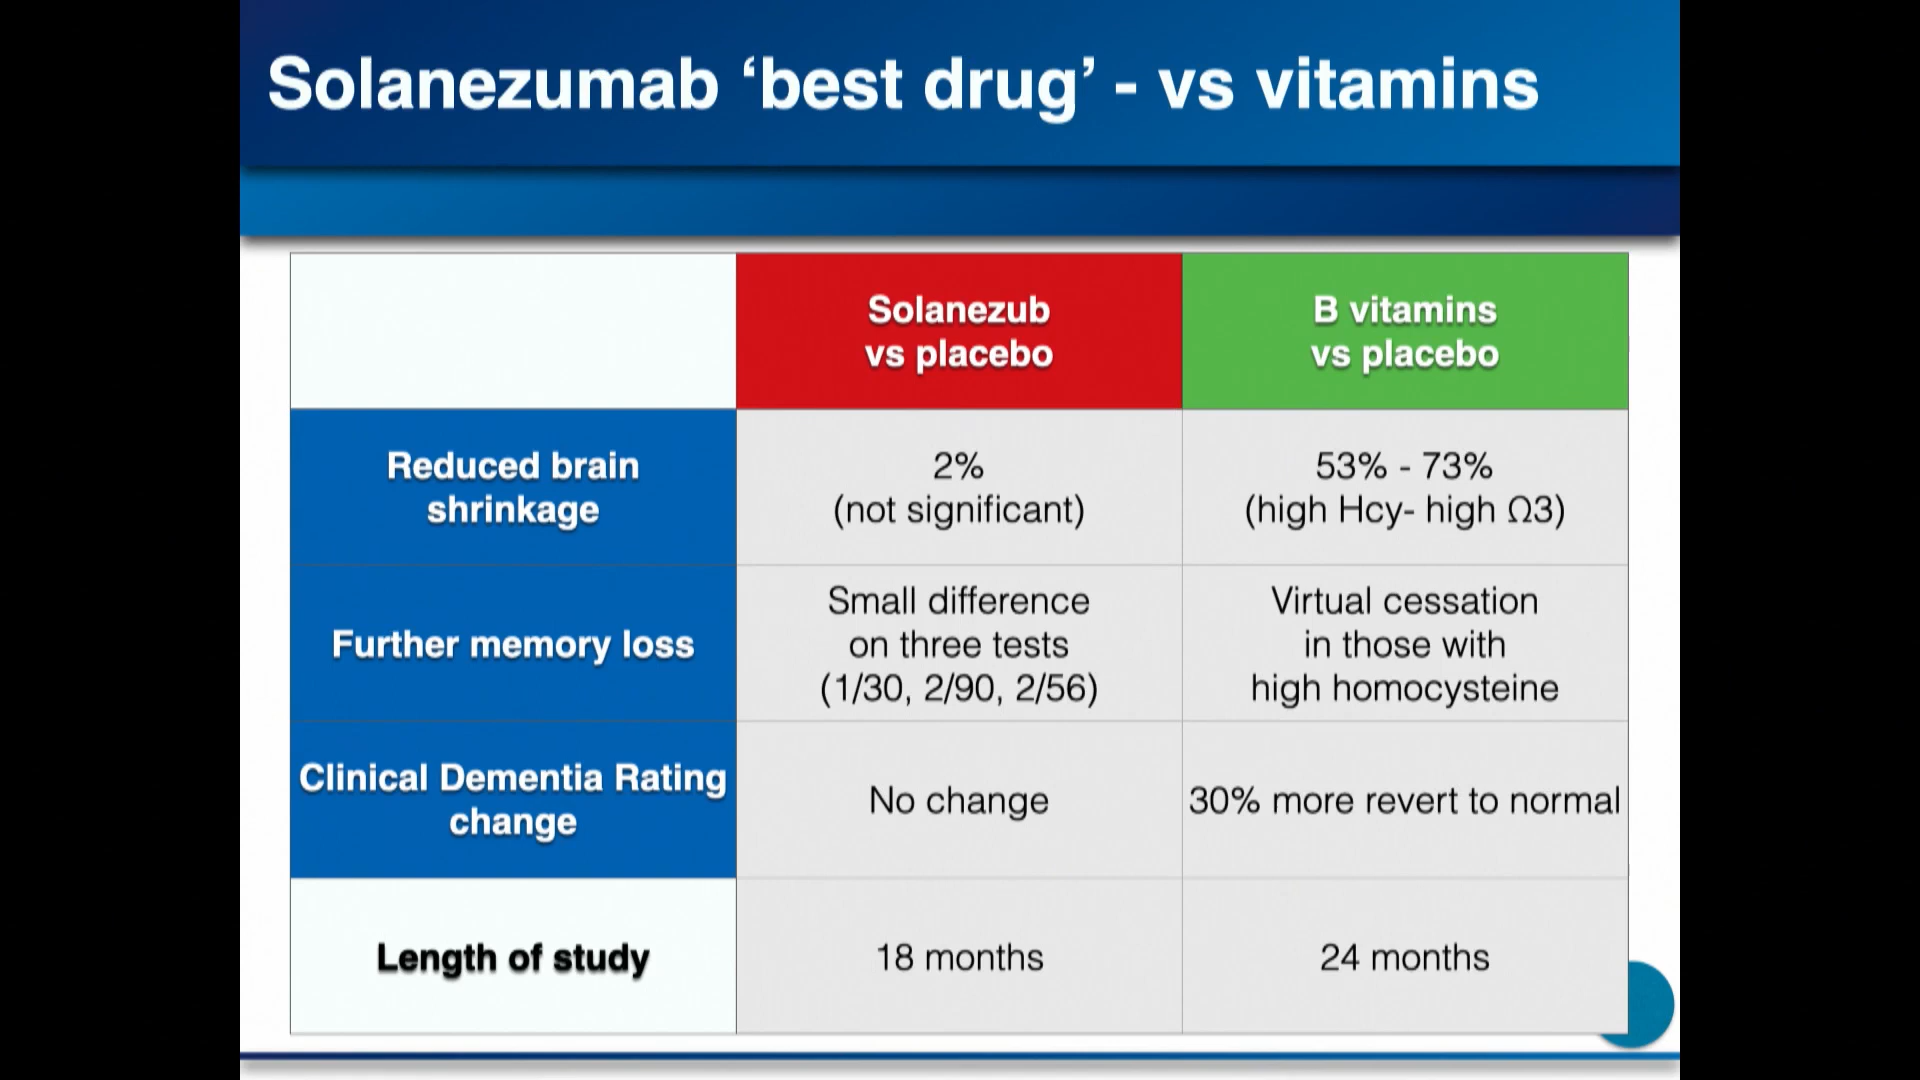 Solanezumab ‘best drug’ - vs vitamins
Solanezub
vs placebo
B vitamins
vs placebo
Reduced brain
shrinkage
2%
(not significant)
53% - 73%
(high Hcy- high Ω3)
Further memory loss
Small difference
on three tests
(1/30, 2/90, 2/56)
Virtual cessation
in those with
high homocysteine
Clinical Dementia Rating
change
No change
30% more revert to normal
Length of study
18 months
24 months